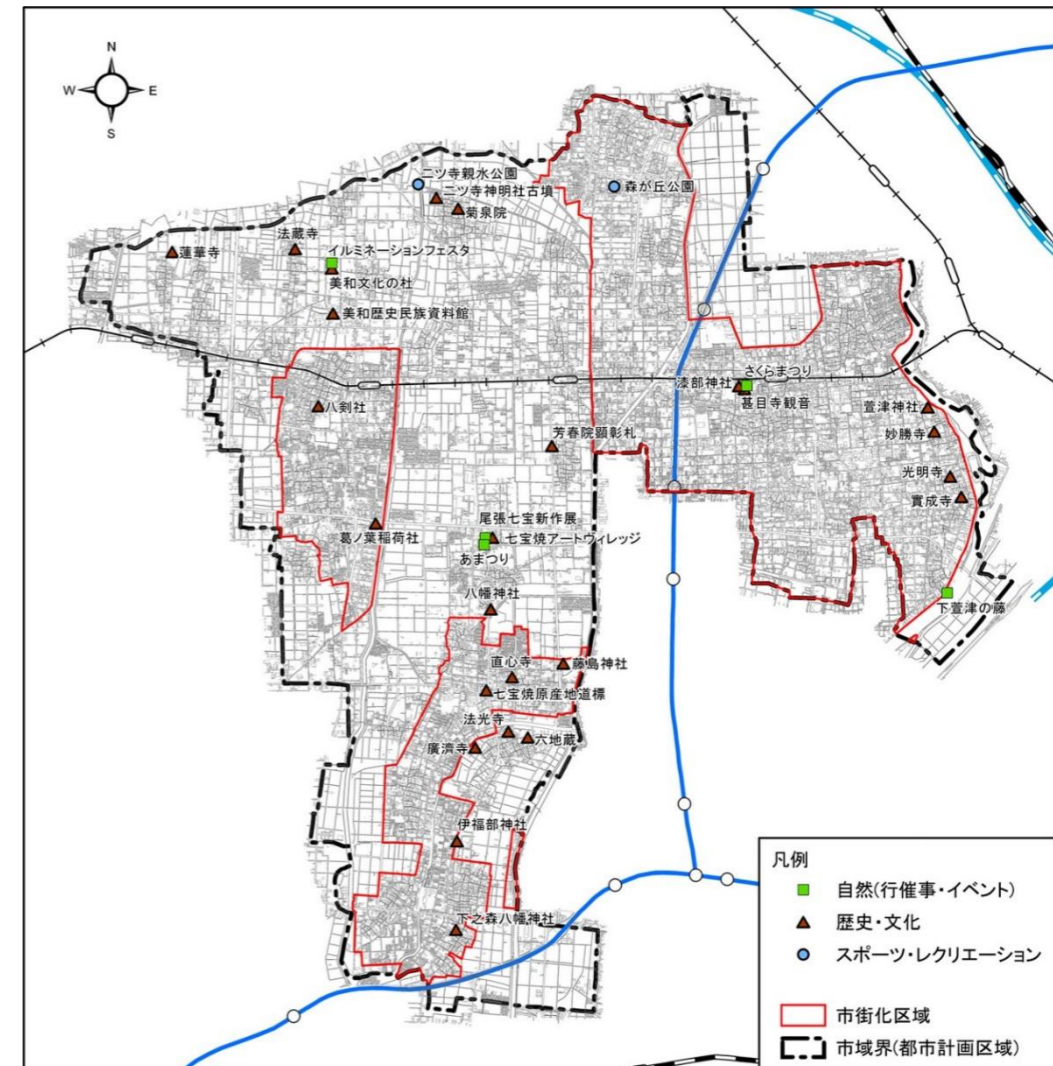 N
W E
S
二ツ寺親水公園
二ツ寺神明社古墳
菊泉院
森が丘公園
法蔵寺
イルミネーションフェスタ
蓮華寺
美和文化の杜
美和歴史民族資料館
さくらまつり
漆部神社
甚目寺観音
八剣社
萱津神社
妙勝寺
芳春院顕彰札
光明寺
實成寺
尾張七宝新作展
葛ノ葉稲荷社
七宝焼アートヴィレッジ
あまつり
下萱津の藤
八幡神社
直心寺
藤島神社
七宝焼原産地道標
法光寺
六地蔵
廣濟寺
伊福部神社
下之森八幡神社
凡例
自然(行催事・イベント)
歴史・文化
スポーツ・レクリエーション
市街化区域
市域界(都市計画区域)